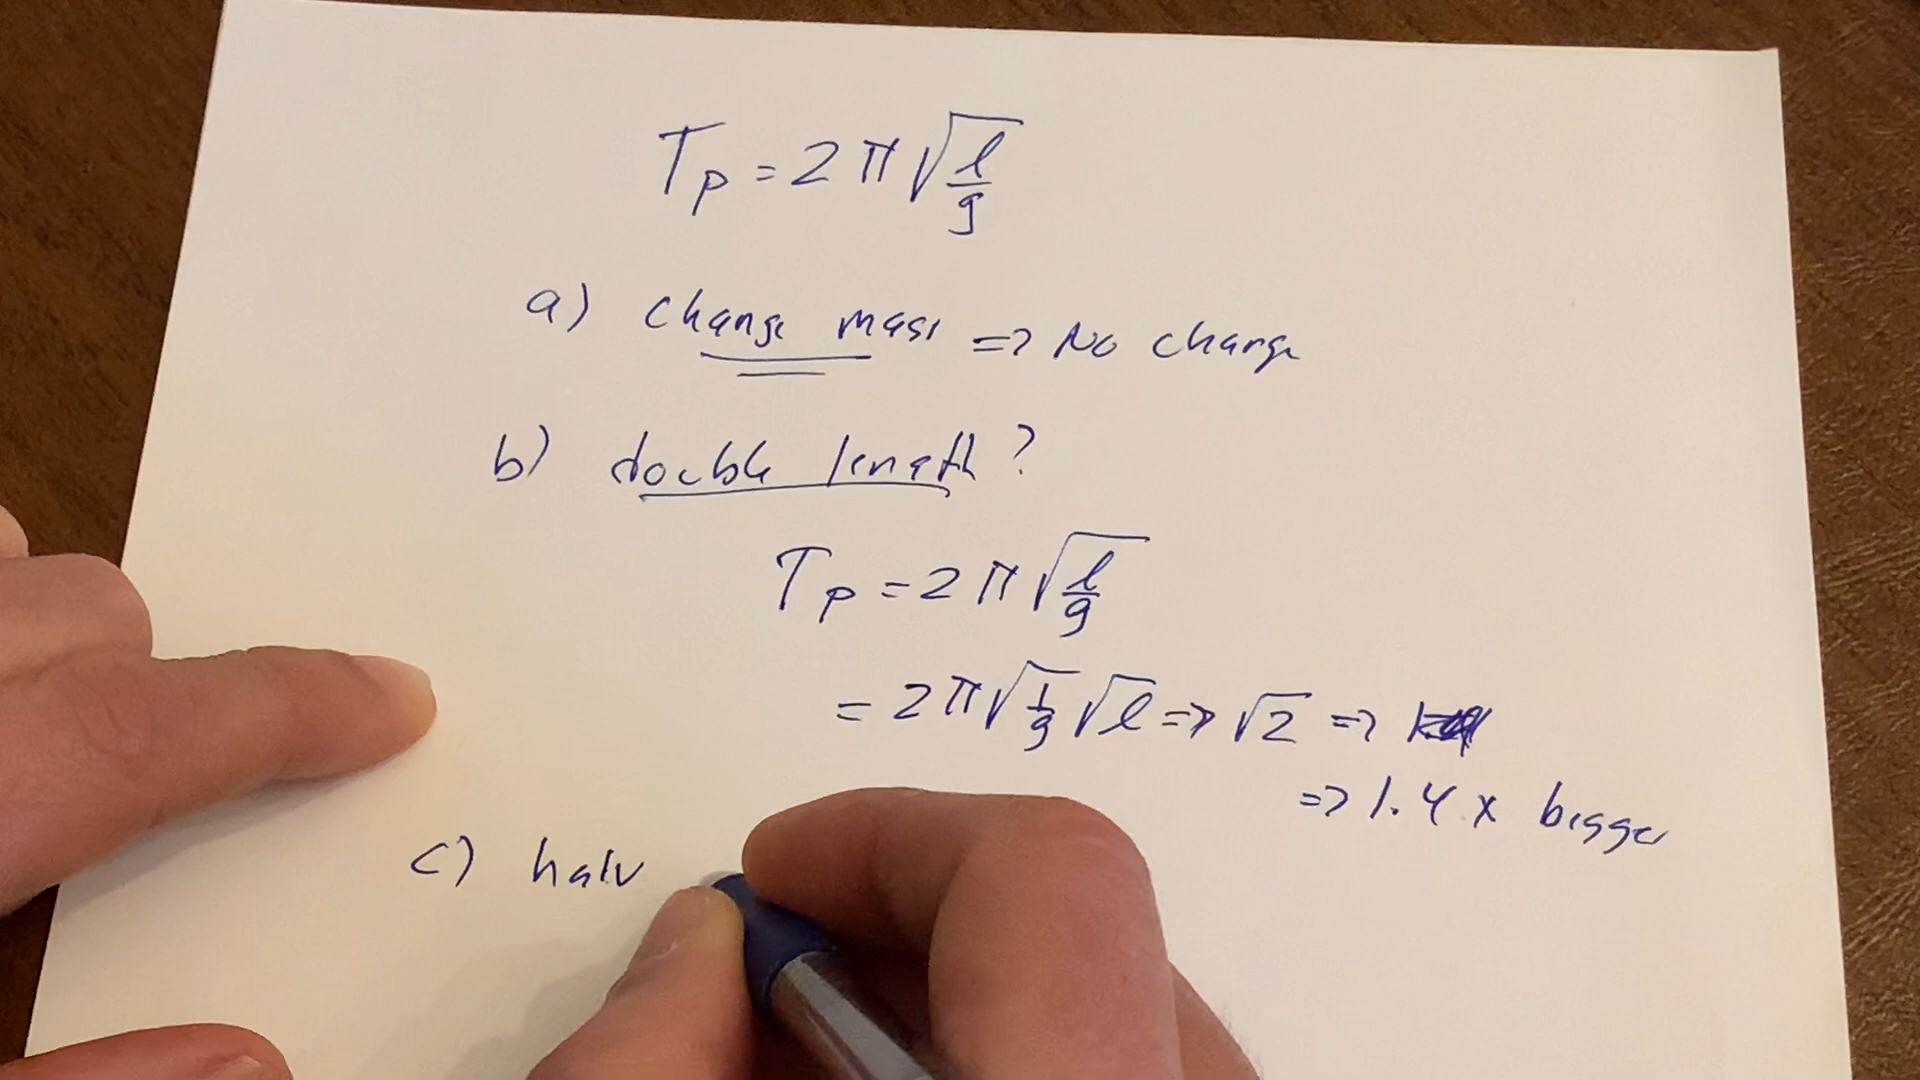 Tp = 2π√(l/g)
a) change mass => No change
b) double length?
Tp = 2π√(l/g)
= 2π√(1/g) √l => √2 =>
=> 1.4 x bigger
c) halv